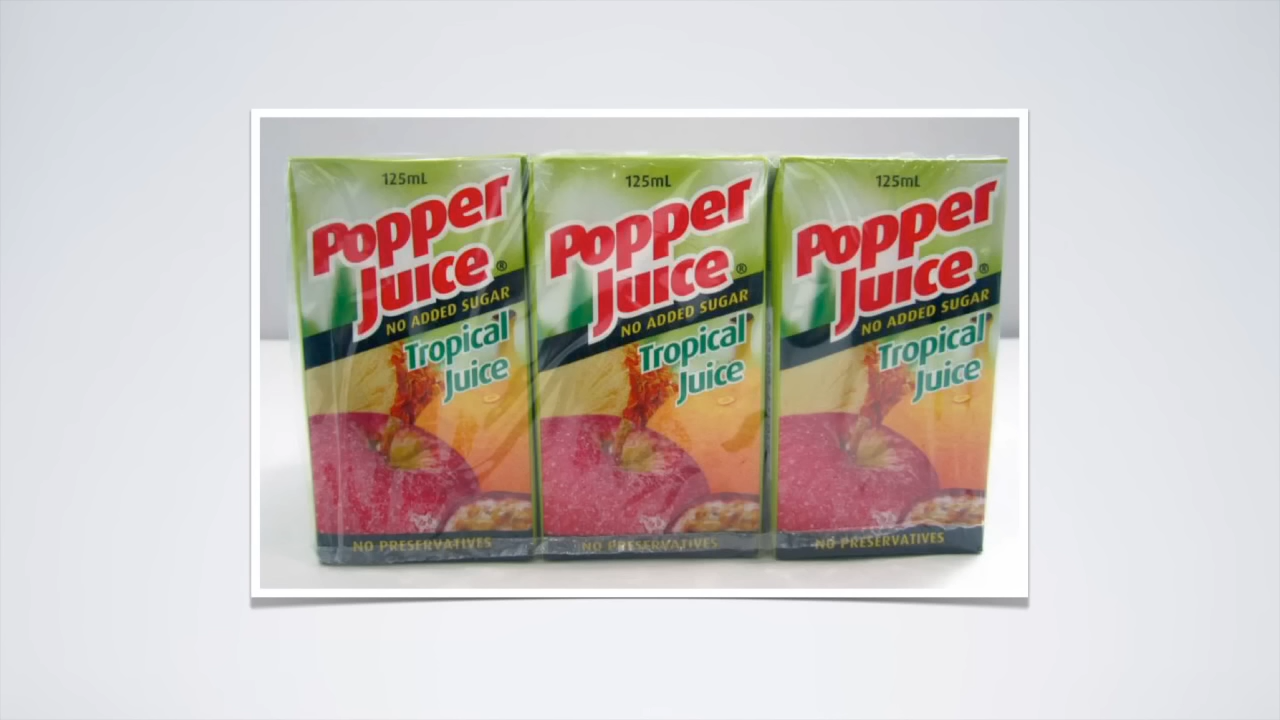 125mL
Popper
Juice®
NO ADDED SUGAR
Tropical
Juice
NO PRESERVATIVES
125mL
Popper
Juice®
NO ADDED SUGAR
Tropical
Juice
NO PRESERVATIVES
125mL
Popper
Juice®
NO ADDED SUGAR
Tropical
Juice
NO PRESERVATIVES